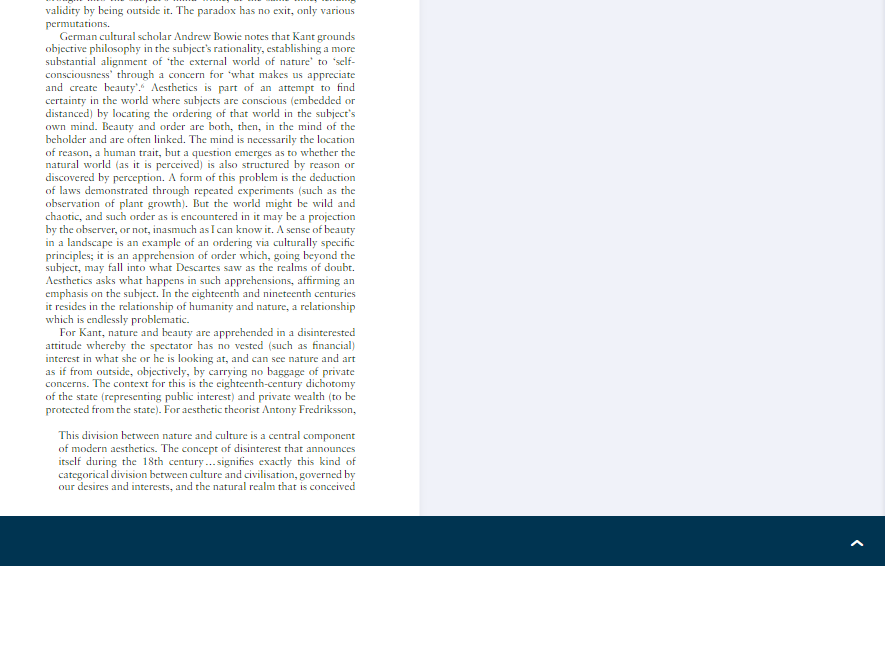 validity by being outside it. The paradox has no exit, only various
permutations.
German cultural scholar Andrew Bowie notes that Kant grounds
objective philosophy in the subject's rationality, establishing a more
substantial alignment of ‘the external world of nature’ to ‘self-
consciousness’ through a concern for ‘what makes us appreciate
and create beauty’.⁶ Aesthetics is part of an attempt to find
certainty in the world where subjects are conscious (embedded or
distanced) by locating the ordering of that world in the subject's
own mind. Beauty and order are both, then, in the mind of the
beholder and are often linked. The mind is necessarily the location
of reason, a human trait, but a question emerges as to whether the
natural world (as it is perceived) is also structured by reason or
discovered by perception. A form of this problem is the deduction
of laws demonstrated through repeated experiments (such as the
observation of plant growth). But the world might be wild and
chaotic, and such order as is encountered in it may be a projection
by the observer, or not, inasmuch as I can know it. A sense of beauty
in a landscape is an example of an ordering via culturally specific
principles; it is an apprehension of order which, going beyond the
subject, may fall into what Descartes saw as the realms of doubt.
Aesthetics asks what happens in such apprehensions, affirming an
emphasis on the subject. In the eighteenth and nineteenth centuries
it resides in the relationship of humanity and nature, a relationship
which is endlessly problematic.
For Kant, nature and beauty are apprehended in a disinterested
attitude whereby the spectator has no vested (such as financial)
interest in what she or he is looking at, and can see nature and art
as if from outside, objectively, by carrying no baggage of private
concerns. The context for this is the eighteenth-century dichotomy
of the state (representing public interest) and private wealth (to be
protected from the state). For aesthetic theorist Antony Fredriksson,
This division between nature and culture is a central component
of modern aesthetics. The concept of disinterest that announces
itself during the 18th century ... signifies exactly this kind of
categorical division between culture and civilisation, governed by
our desires and interests, and the natural realm that is conceived